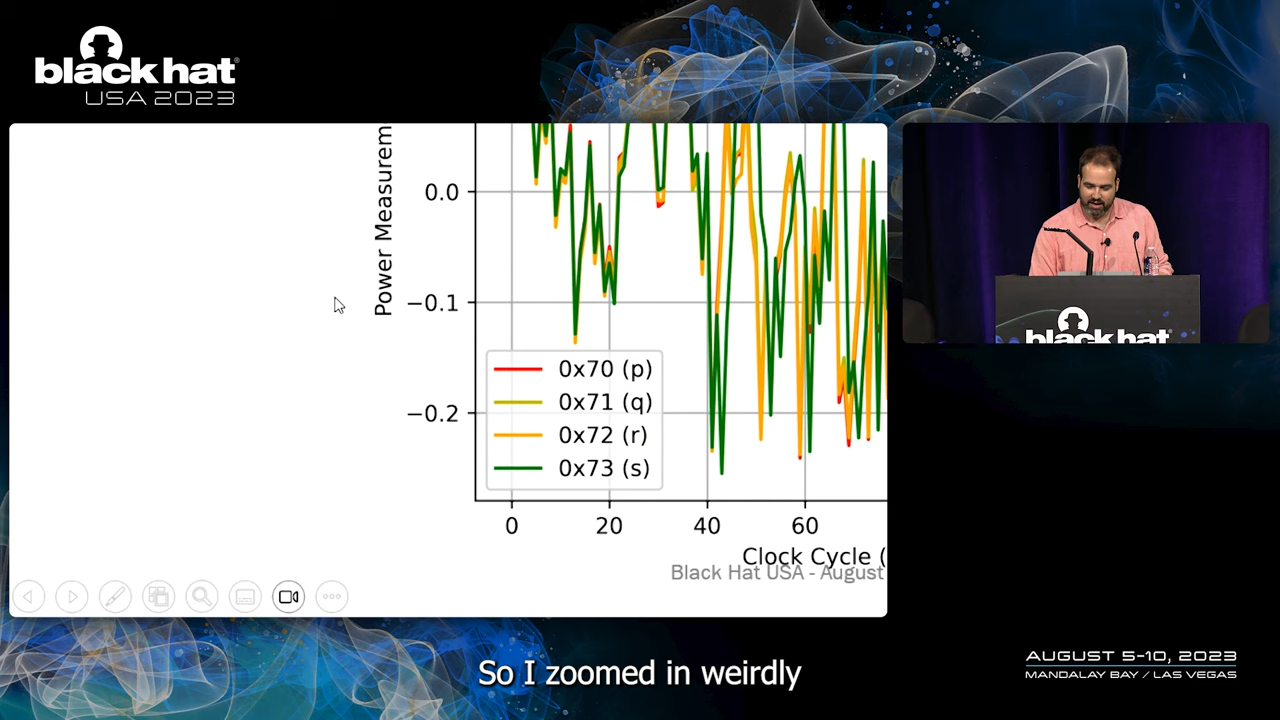 black hat®
USA 2023
Power Measurem
0.0
−0.1
−0.2
0x70 (p)
0x71 (q)
0x72 (r)
0x73 (s)
0 20 40 60
Clock Cycle (
Black Hat USA - August
black hat
So I zoomed in weirdly
AUGUST 5-10, 2023
MANDALAY BAY / LAS VEGAS